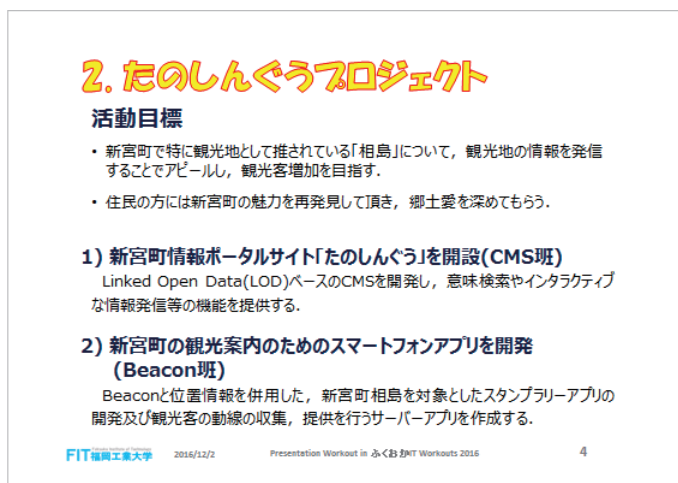 2. たのしんぐうプロジェクト
活動目標
• 新宮町で特に観光地として推されている「相島」について，観光地の情報を発信
することでアピールし，観光客増加を目指す．
• 住民の方には新宮町の魅力を再発見して頂き，郷土愛を深めてもらう．
1) 新宮町情報ポータルサイト「たのしんぐう」を開設(CMS班)
Linked Open Data(LOD)ベースのCMSを開発し，意味検索やインタラクティブ
な情報発信等の機能を提供する．
2) 新宮町の観光案内のためのスマートフォンアプリを開発
(Beacon班)
Beaconと位置情報を併用した，新宮町相島を対象としたスタンプラリーアプリの
開発及び観光客の動線の収集，提供を行うサーバーアプリを作成する．
FIT福岡工業大学 2016/12/2 Presentation Workout in ふくおかIT Workouts 2016 4